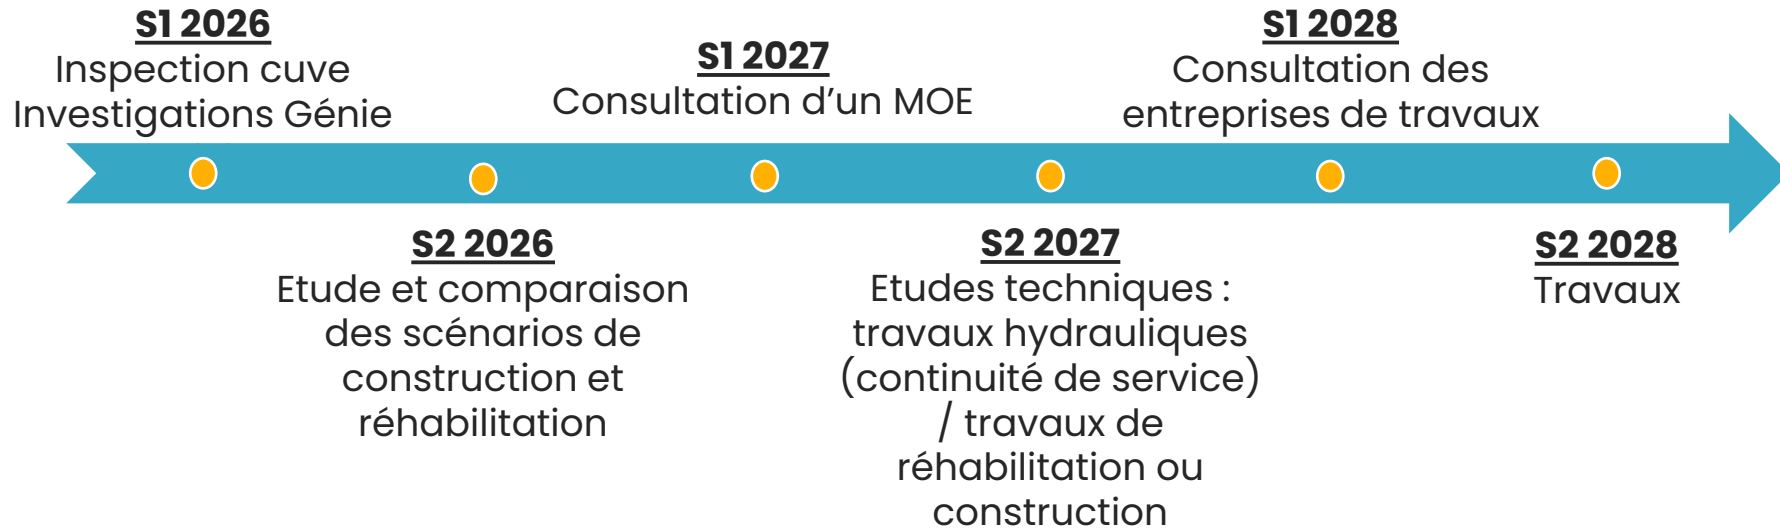 S1 2026
Inspection cuve
Investigations Génie
S2 2026
Etude et comparaison
des scénarios de
construction et
réhabilitation
S1 2027
Consultation d'un MOE
S2 2027
Etudes techniques :
travaux hydrauliques
(continuité de service)
/ travaux de
réhabilitation ou
construction
S1 2028
Consultation des
entreprises de travaux
S2 2028
Travaux